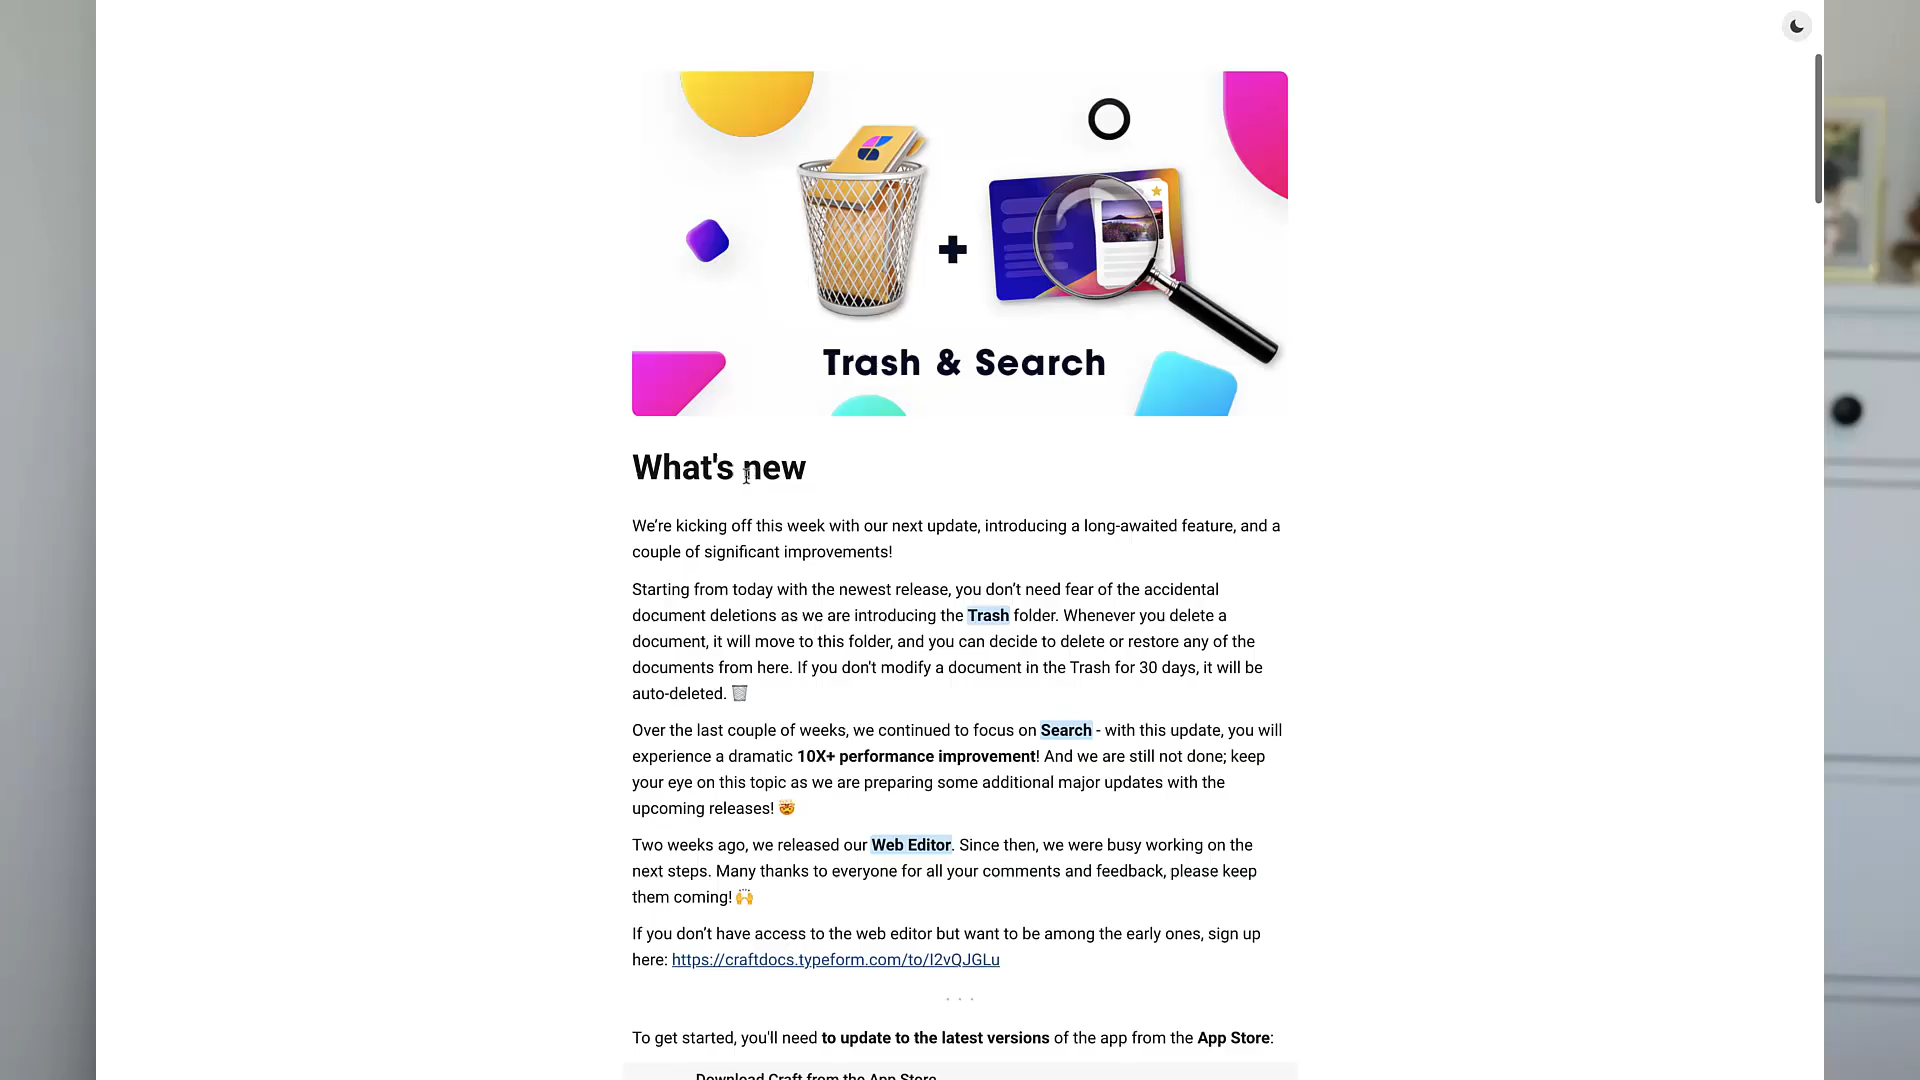 Trash & Search
What's new
We’re kicking off this week with our next update, introducing a long-awaited feature, and a
couple of significant improvements!
Starting from today with the newest release, you don’t need fear of the accidental
document deletions as we are introducing the Trash folder. Whenever you delete a
document, it will move to this folder, and you can decide to delete or restore any of the
documents from here. If you don't modify a document in the Trash for 30 days, it will be
auto-deleted. 🗑️
Over the last couple of weeks, we continued to focus on Search - with this update, you will
experience a dramatic 10X+ performance improvement! And we are still not done; keep
your eye on this topic as we are preparing some additional major updates with the
upcoming releases! 🤯
Two weeks ago, we released our Web Editor. Since then, we were busy working on the
next steps. Many thanks to everyone for all your comments and feedback, please keep
them coming! 🙌
If you don’t have access to the web editor but want to be among the early ones, sign up
here: https://craftdocs.typeform.com/to/I2vQJGLu
· · ·
To get started, you'll need to update to the latest versions of the app from the App Store:
Download Craft from the App Store